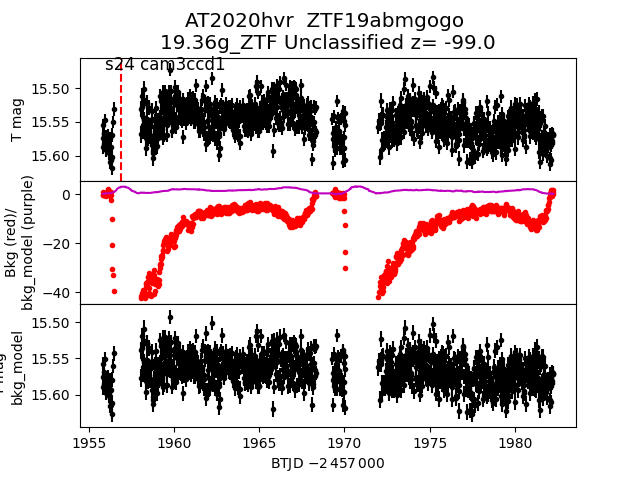 AT2020hvr  ZTF19abmgogo
19.36g_ZTF Unclassified z= -99.0
s24 cam3ccd1
T mag
15.50
15.55
15.60
Bkg (red)/
bkg_model (purple)
0
−20
−40
bkg_model
15.50
15.55
15.60
1955 1960 1965 1970 1975 1980
BTJD −2 457 000